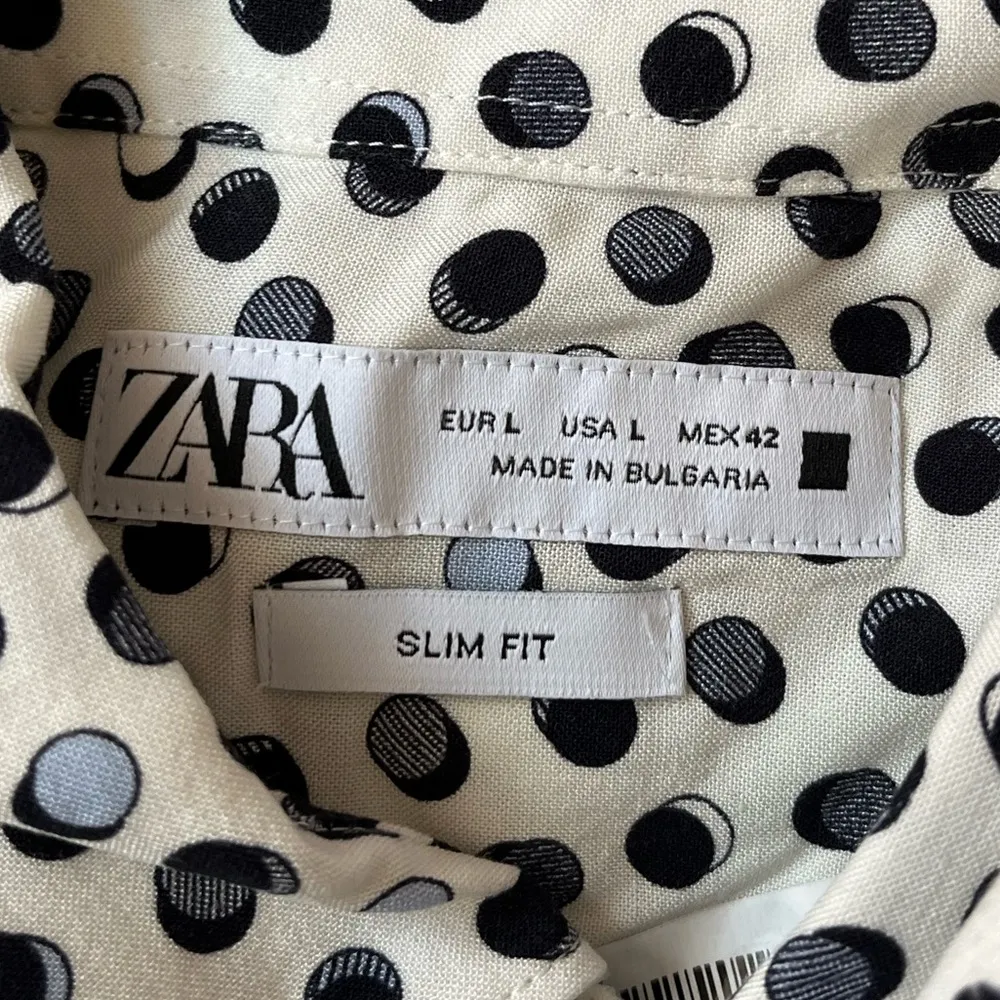 ZARA
EUR L USA L MEX 42
MADE IN BULGARIA
SLIM FIT